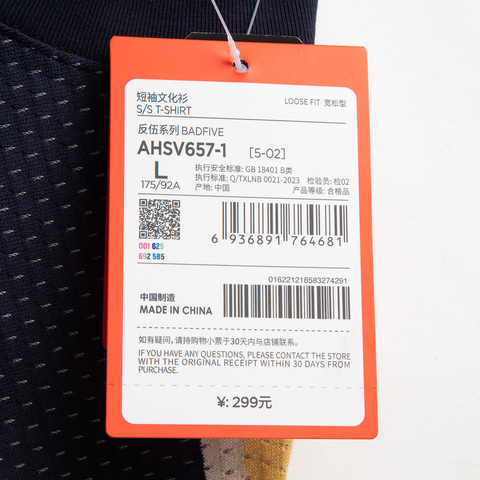 短袖文化衫
S/S T-SHIRT
LOOSE FIT 宽松型
反伍系列 BADFIVE
AHSV657-1 [5-02]
L
175/92A
执行安全标准: GB 18401 B类
执行标准: Q/TXLNB 0021-2023 检验员: 检02
产地: 中国 产品等级: 合格品
001 625
692 585
6 936891 764681
016221218583274291
中国制造
MADE IN CHINA
如有疑问, 请持购物小票于30天内与店铺联系。
IF YOU HAVE ANY QUESTIONS, PLEASE CONTACT THE STORE
WITH THE ORIGINAL RECEIPT WITHIN 30 DAYS FROM
PURCHASE.
¥: 299元